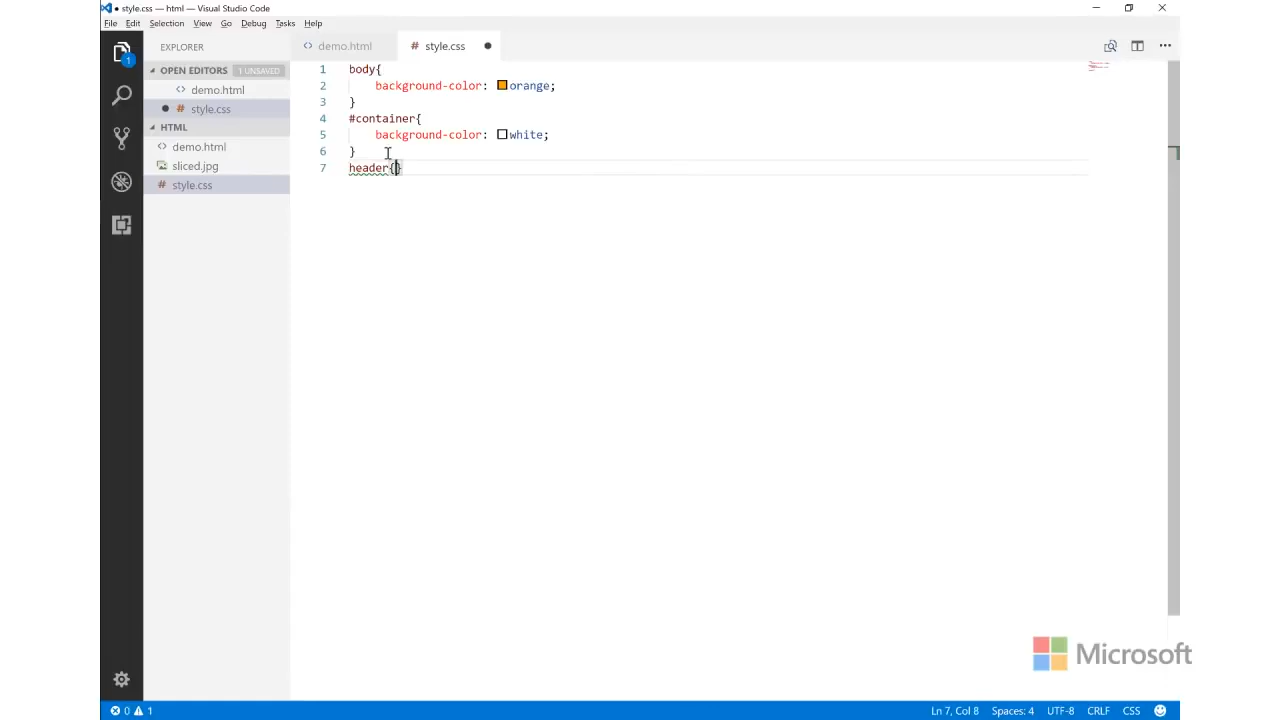 ● style.css — html — Visual Studio Code
File Edit Selection View Go Debug Tasks Help
EXPLORER
OPEN EDITORS 1 UNSAVED
<> demo.html
● # style.css
HTML
<> demo.html
sliced.jpg
# style.css
<> demo.html # style.css ●
1 body{
2     background-color: orange;
3 }
4 #container{
5     background-color: white;
6 }
7 header{}
Microsoft
0 1 Ln 7, Col 8 Spaces: 4 UTF-8 CRLF CSS